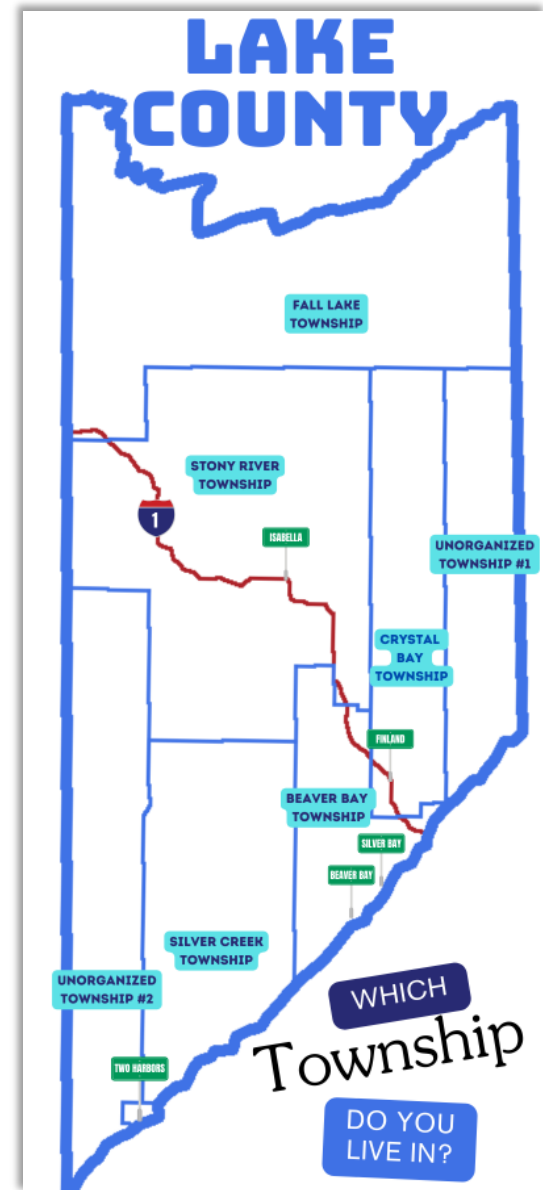 LAKE
COUNTY
FALL LAKE
TOWNSHIP
STONY RIVER
TOWNSHIP
1
ISABELLA
UNORGANIZED
TOWNSHIP #1
CRYSTAL
BAY
TOWNSHIP
FINLAND
BEAVER BAY
TOWNSHIP
SILVER BAY
BEAVER BAY
SILVER CREEK
TOWNSHIP
UNORGANIZED
TOWNSHIP #2
TWO HARBORS
WHICH
Township
DO YOU
LIVE IN?